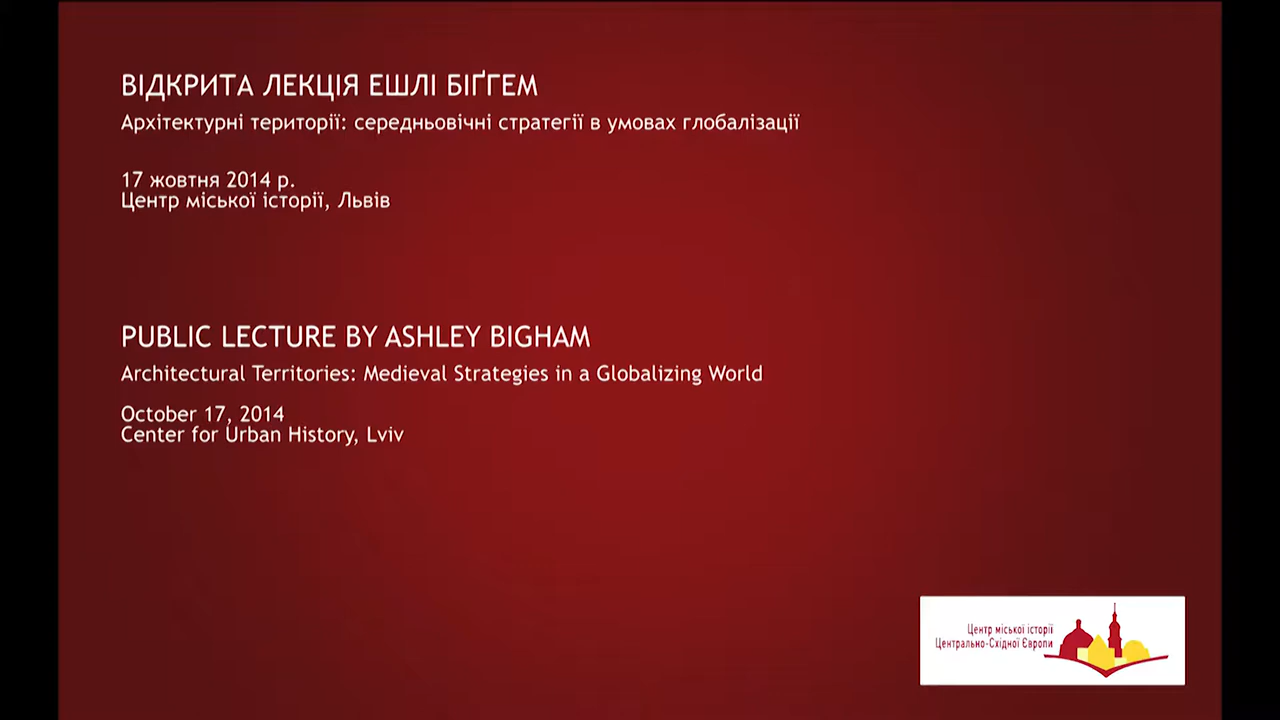 ВІДКРИТА ЛЕКЦІЯ ЕШЛІ БІҐГЕМ
Архітектурні території: середньовічні стратегії в умовах глобалізації
17 жовтня 2014 р.
Центр міської історії, Львів
PUBLIC LECTURE BY ASHLEY BIGHAM
Architectural Territories: Medieval Strategies in a Globalizing World
October 17, 2014
Center for Urban History, Lviv
Центр міської історії
Центрально-Східної Європи